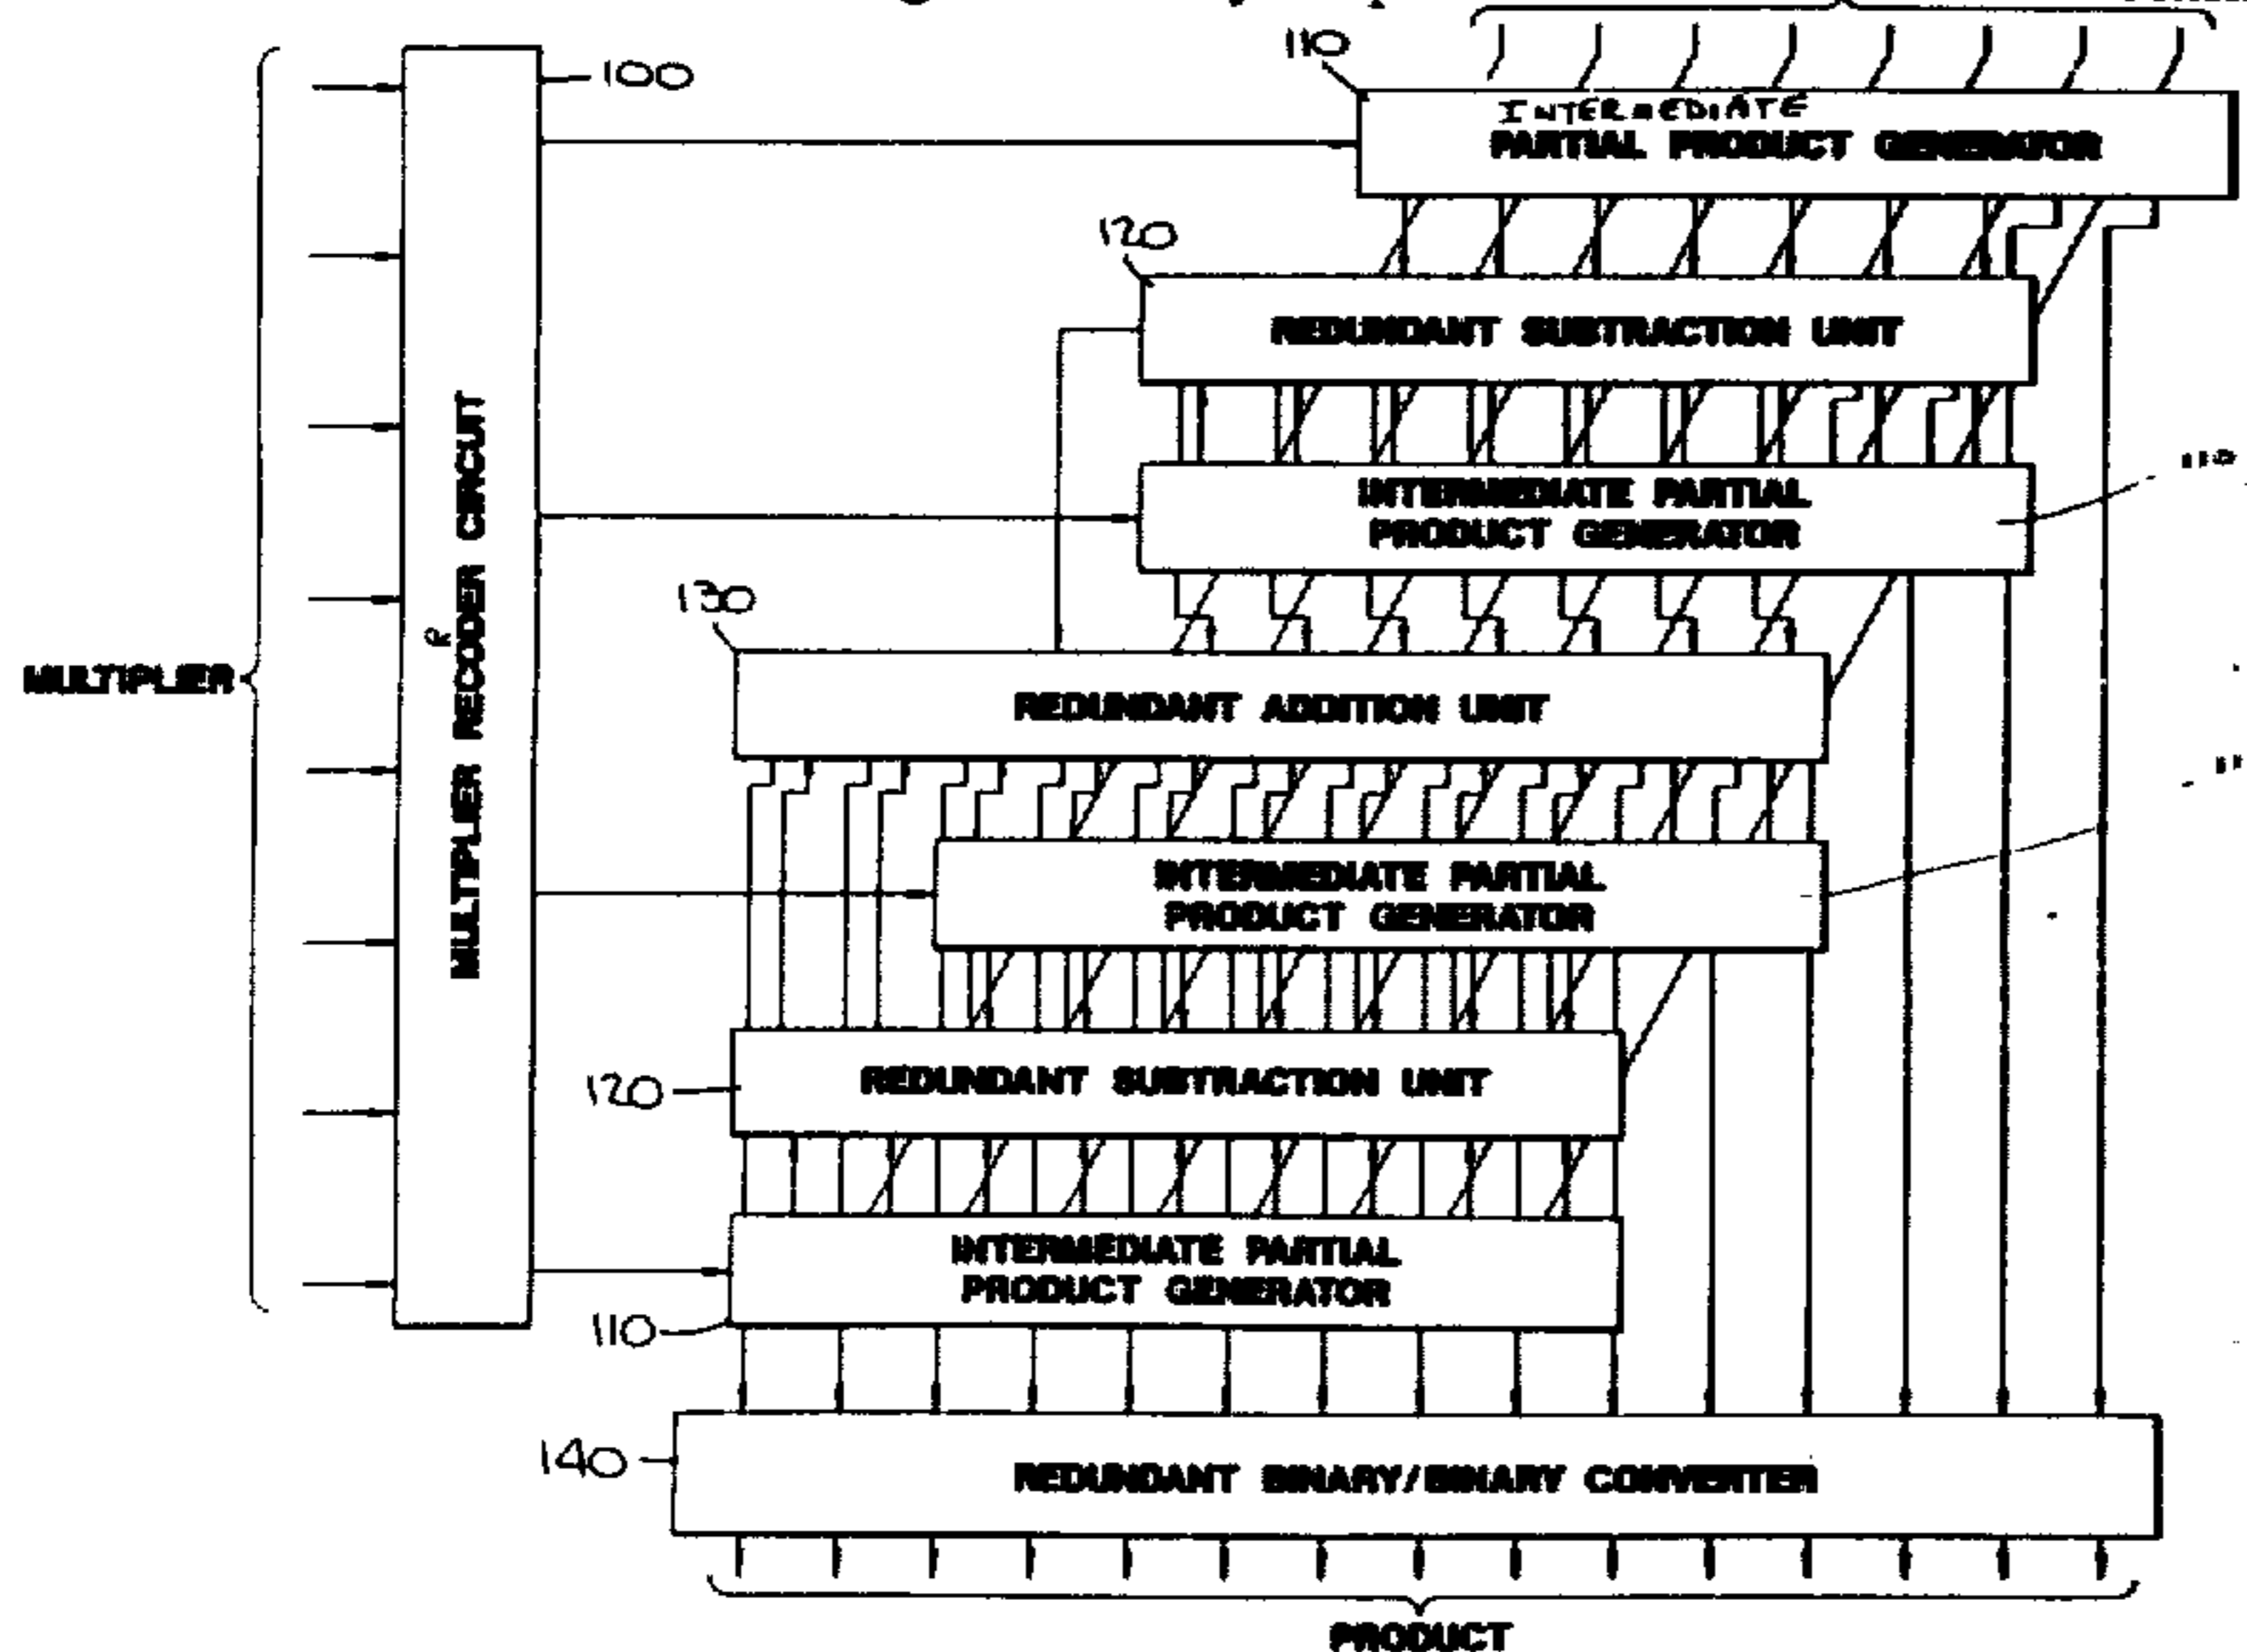 110
100
INTERMEDIATE
PARTIAL PRODUCT GENERATOR
120
REDUNDANT SUBTRACTION UNIT
INTERMEDIATE PARTIAL
PRODUCT GENERATOR
130
MULTIPLIER
R
MULTIPLER RECODER CIRCUIT
REDUNDANT ADDITION UNIT
INTERMEDIATE PARTIAL
PRODUCT GENERATOR
120
REDUNDANT SUBTRACTION UNIT
INTERMEDIATE PARTIAL
PRODUCT GENERATOR
110
140
REDUNDANT BINARY/BINARY CONVERTER
PRODUCT